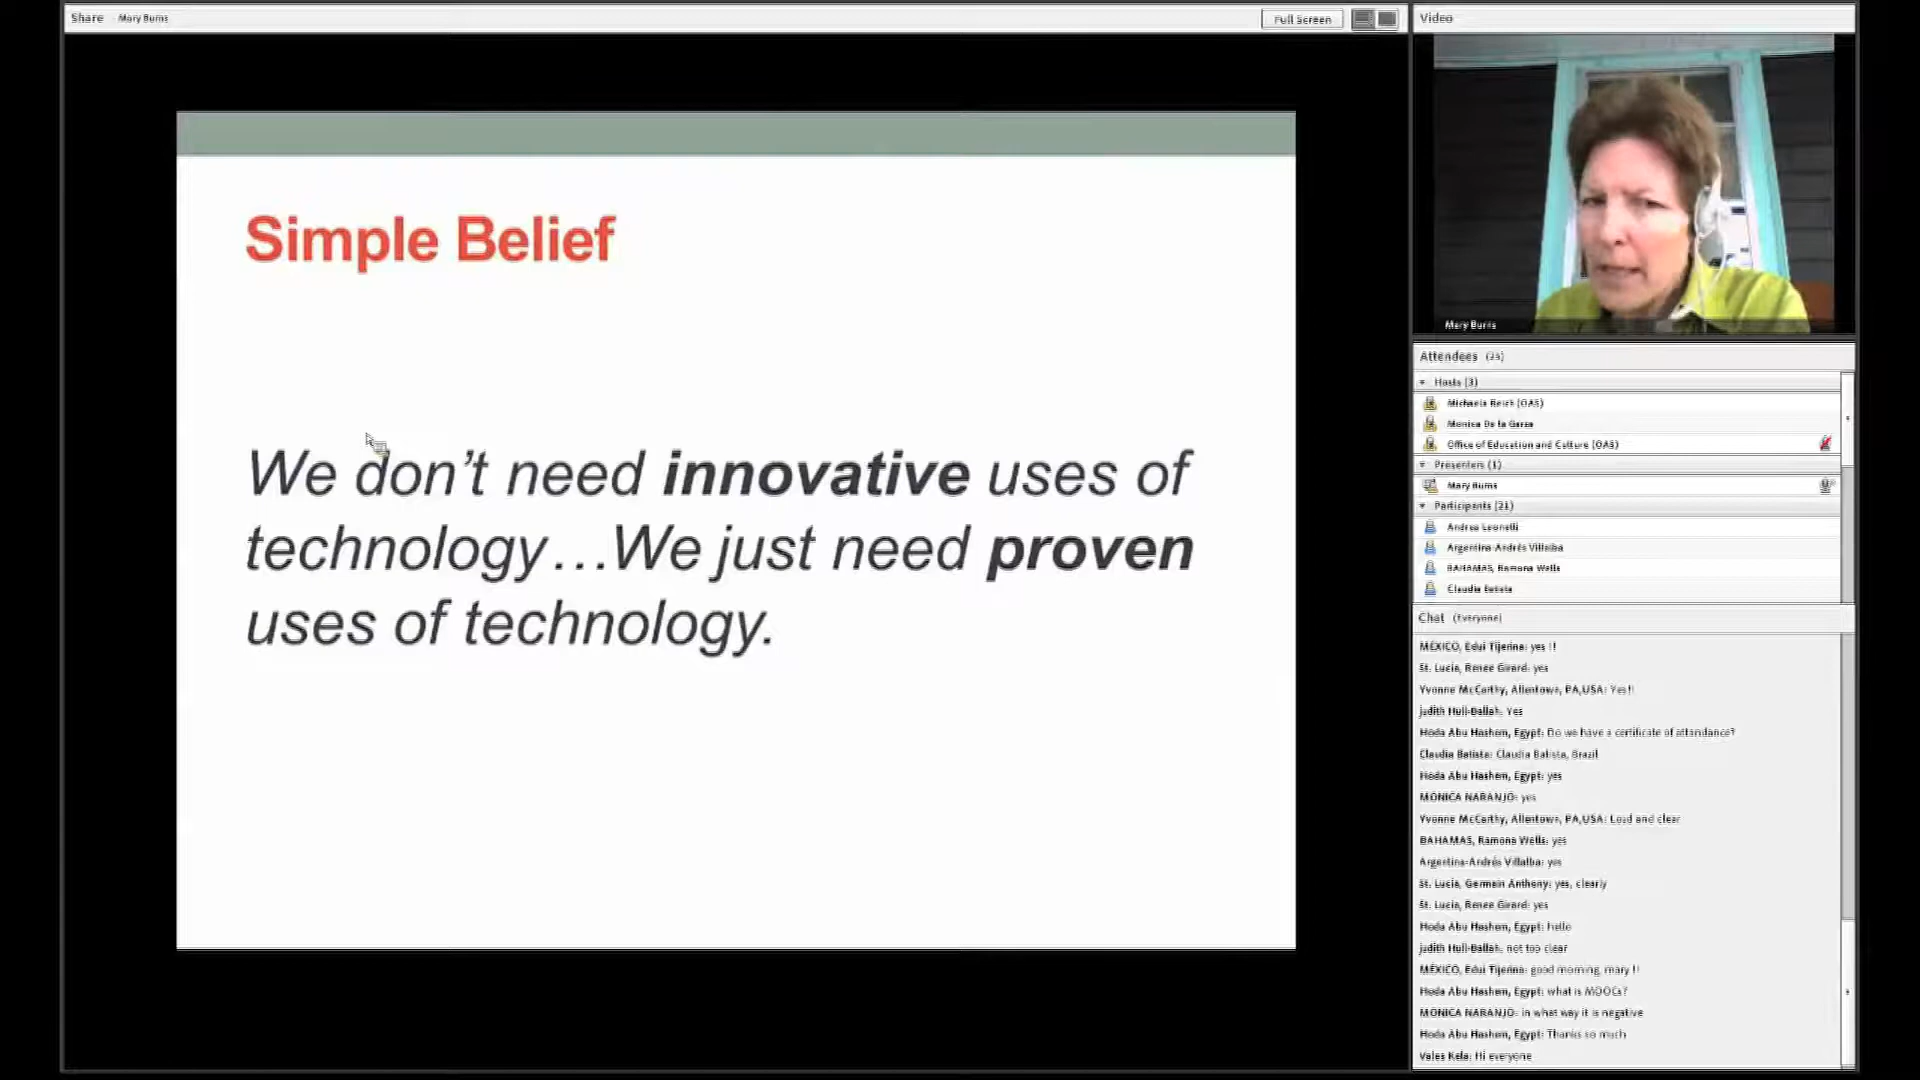 Share Mary Burns
Full Screen
Simple Belief
We don't need innovative uses of
technology...We just need proven
uses of technology.
Video
Mary Burns
Attendees (25)
Hosts (3)
Michaela Reich (OAS)
Monica De la Garza
Office of Education and Culture (OAS)
Presenters (1)
Mary Burns
Participants (21)
Andrea Leonelli
Argentina-Andrés Villalba
BAHAMAS, Ramona Wells
Claudia Batista
Chat (Everyone)
MÉXICO, Edui Tijerina: yes !!
St. Lucia, Renee Girard: yes
Yvonne McCarthy, Allentown, PA,USA: Yes!!
judith Hull-Ballah: Yes
Hoda Abu Hashem, Egypt: Do we have a certificate of attandance?
Claudia Batista: Claudia Batista, Brazil
Hoda Abu Hashem, Egypt: yes
MONICA NARANJO: yes
Yvonne McCarthy, Allentown, PA,USA: Loud and clear
BAHAMAS, Ramona Wells: yes
Argentina-Andrés Villalba: yes
St. Lucia, Germain Anthony: yes, clearly
St. Lucia, Renee Girard: yes
Hoda Abu Hashem, Egypt: hello
judith Hull-Ballah: not too clear
MÉXICO, Edui Tijerina: good morning, mary !!
Hoda Abu Hashem, Egypt: what is MOOCs?
MONICA NARANJO: in what way it is negative
Hoda Abu Hashem, Egypt: Thanks so much
Vales Kela: Hi everyone